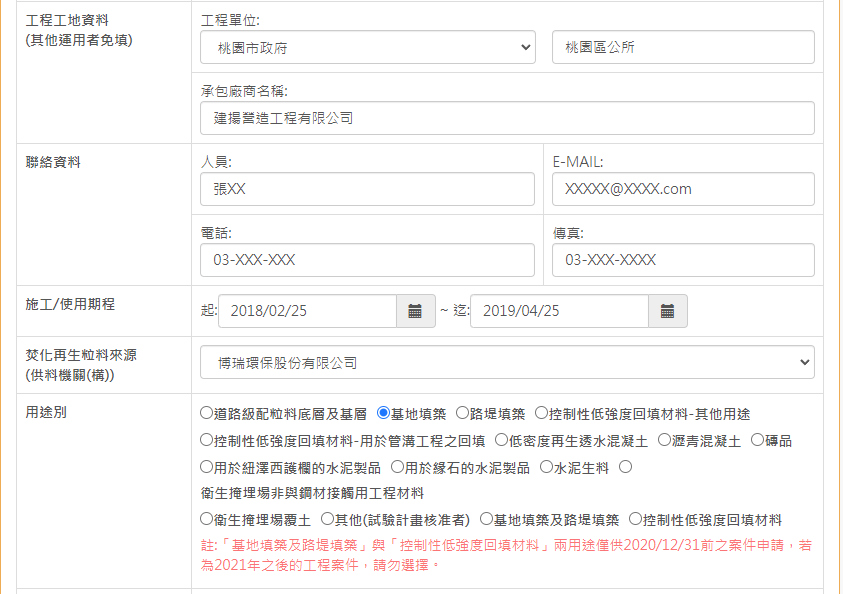 工程工地資料
(其他運用者免填)
工程單位:
桃園市政府
桃園區公所
承包廠商名稱:
建揚營造工程有限公司
聯絡資料
人員:
張XX
E-MAIL:
XXXXX@XXXX.com
電話:
03-XXX-XXX
傳真:
03-XXX-XXXX
施工/使用期程
起: 2018/02/25 ~ 迄: 2019/04/25
焚化再生粒料來源
(供料機關(構))
博瑞環保股份有限公司
用途別
道路級配粒料底層及基層 基地填築 路堤填築 控制性低強度回填材料-其他用途
控制性低強度回填材料-用於管溝工程之回填 低密度再生透水混凝土 瀝青混凝土 磚品
用於紐澤西護欄的水泥製品 用於緣石的水泥製品 水泥生料
衛生掩埋場非與鋼材接觸用工程材料
衛生掩埋場覆土 其他(試驗計畫核准者) 基地填築及路堤填築 控制性低強度回填材料
註:「基地填築及路堤填築」與「控制性低強度回填材料」兩用途僅供2020/12/31前之案件申請，若
為2021年之後的工程案件，請勿選擇。